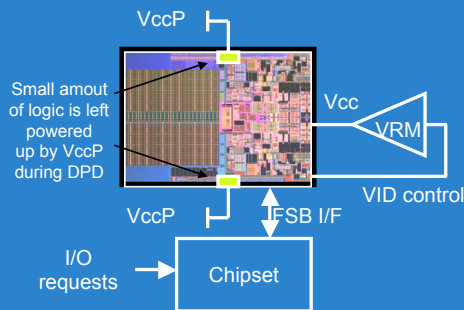 VccP
Small amout
of logic is left
powered
up by VccP
during DPD
Vcc
VRM
VID control
VccP
FSB I/F
I/O
requests
Chipset